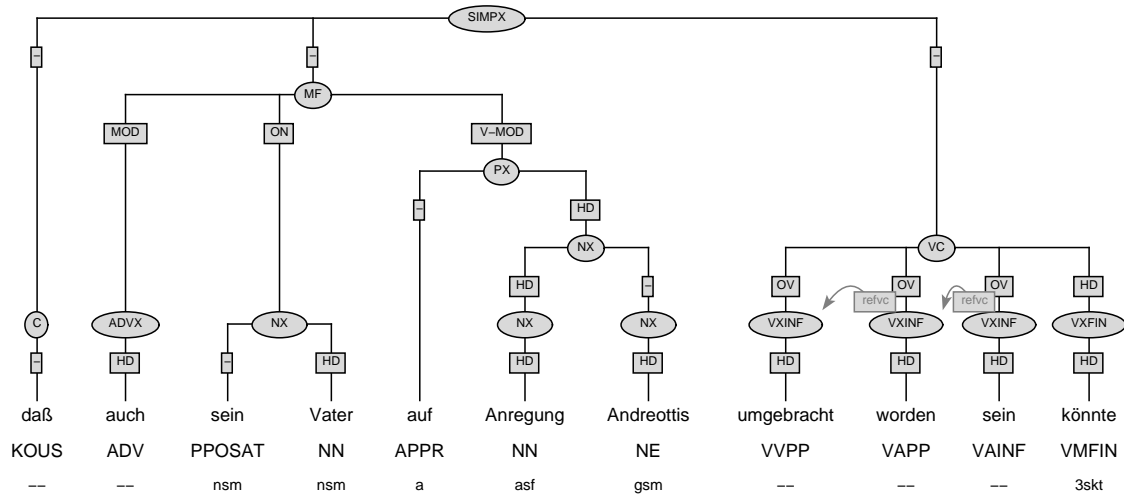 SIMPX
– – –
MF
MOD ON V–MOD
PX
– HD
NX VC
HD – OV OV OV HD
refvc refvc
C ADVX NX NX NX VXINF VXINF VXINF VXFIN
– HD – HD HD HD HD HD HD HD
daß auch sein Vater auf Anregung Andreottis umgebracht worden sein könnte
KOUS ADV PPOSAT NN APPR NN NE VVPP VAPP VAINF VMFIN
–– –– nsm nsm a asf gsm –– –– –– 3skt